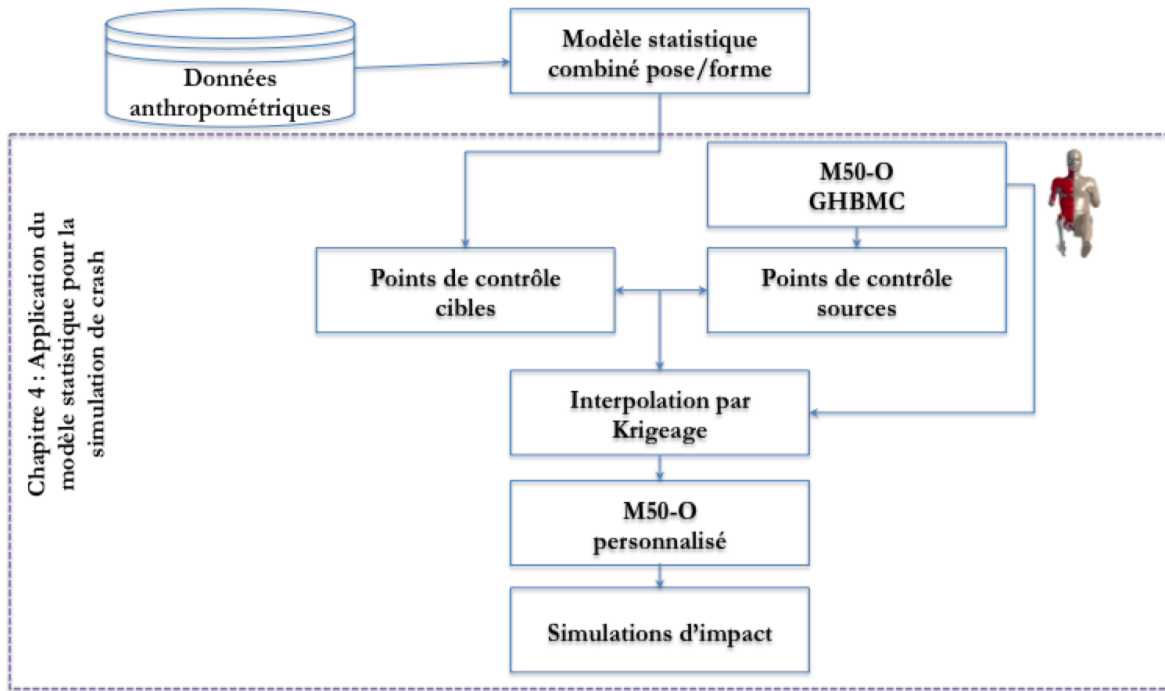 Données
anthropométriques
Modèle statistique
combiné pose/forme
Chapitre 4 : Application du
modèle statistique pour la
simulation de crash
M50-O
GHBMC
Points de contrôle
cibles
Points de contrôle
sources
Interpolation par
Krigeage
M50-O
personnalisé
Simulations d'impact